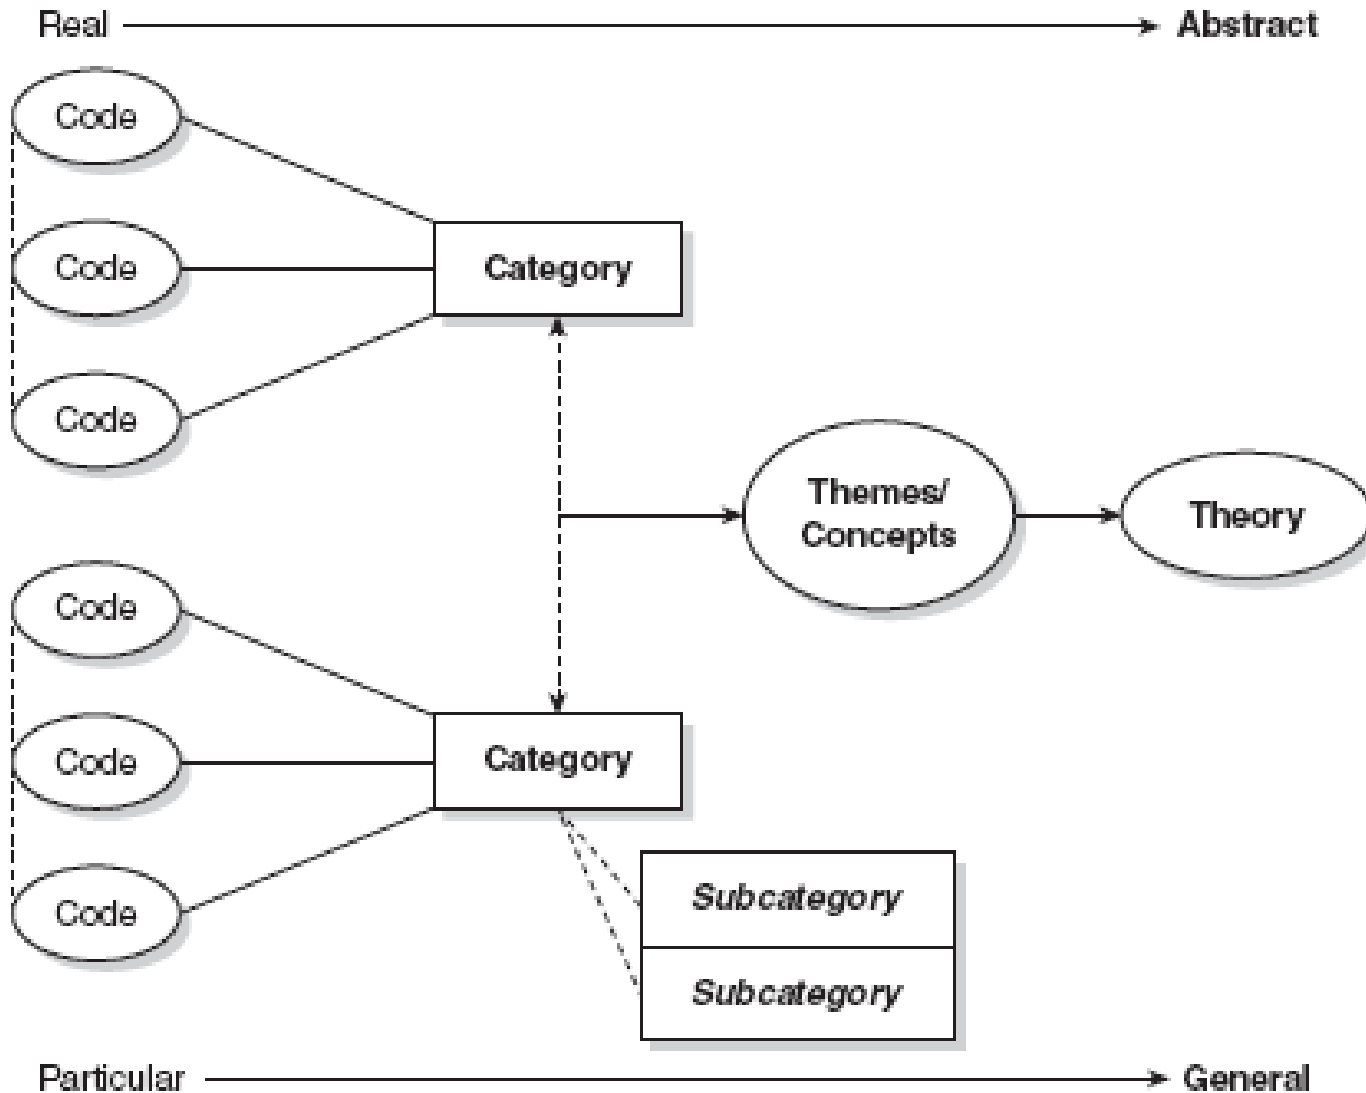 Real
Abstract
Code
Code
Category
Code
Themes/
Concepts
Theory
Code
Code
Category
Code
Subcategory
Subcategory
Particular
General